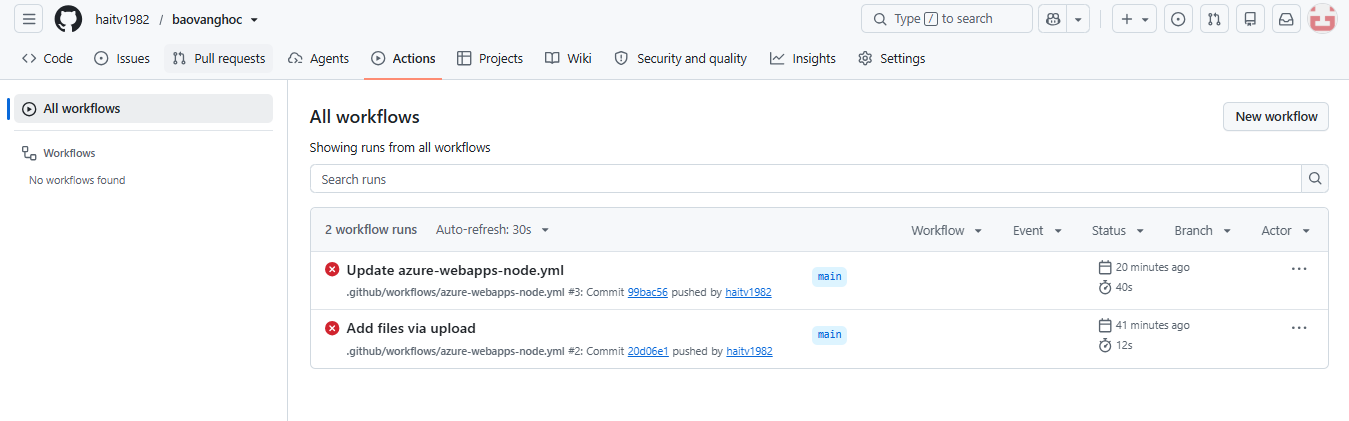 haitv1982 / baovanghoc
Type / to search
Code Issues Pull requests Agents Actions Projects Wiki Security and quality Insights Settings
All workflows
Workflows
No workflows found
All workflows
New workflow
Showing runs from all workflows
Search runs
2 workflow runs Auto-refresh: 30s Workflow Event Status Branch Actor
Update azure-webapps-node.yml
.github/workflows/azure-webapps-node.yml #3: Commit 99bac56 pushed by haitv1982
main
20 minutes ago
40s
Add files via upload
.github/workflows/azure-webapps-node.yml #2: Commit 20d06e1 pushed by haitv1982
main
41 minutes ago
12s